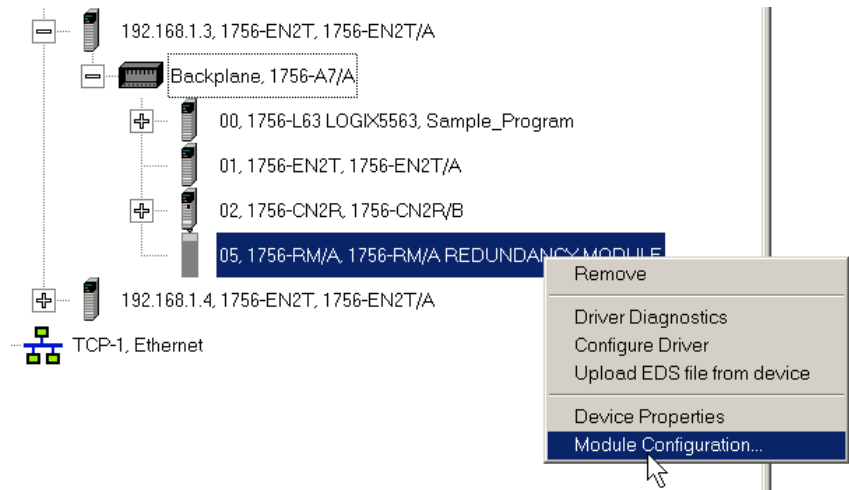 192.168.1.3, 1756-EN2T, 1756-EN2T/A
Backplane, 1756-A7/A
00, 1756-L63 LOGIX5563, Sample_Program
01, 1756-EN2T, 1756-EN2T/A
02, 1756-CN2R, 1756-CN2R/B
05, 1756-RM/A, 1756-RM/A REDUNDANCY MODULE
192.168.1.4, 1756-EN2T, 1756-EN2T/A
TCP-1, Ethernet
Remove
Driver Diagnostics
Configure Driver
Upload EDS file from device
Device Properties
Module Configuration...